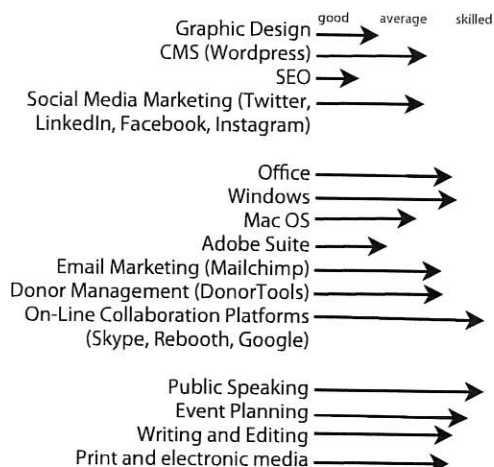 good average skilled
Graphic Design
CMS (Wordpress)
SEO
Social Media Marketing (Twitter,
LinkedIn, Facebook, Instagram)
Office
Windows
Mac OS
Adobe Suite
Email Marketing (Mailchimp)
Donor Management (DonorTools)
On-Line Collaboration Platforms
(Skype, Rebooth, Google)
Public Speaking
Event Planning
Writing and Editing
Print and electronic media